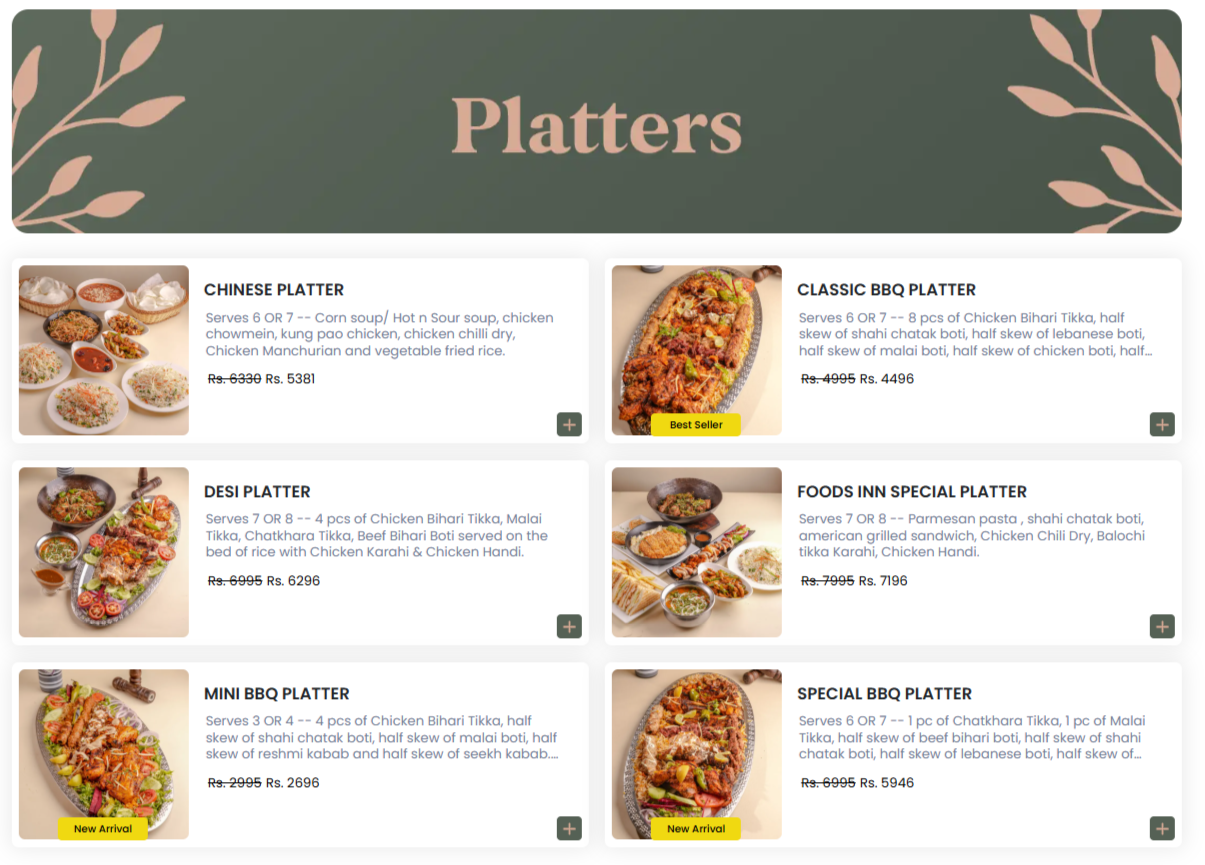 Platters
CHINESE PLATTER
Serves 6 OR 7 -- Corn soup/ Hot n Sour soup, chicken
chowmein, kung pao chicken, chicken chilli dry,
Chicken Manchurian and vegetable fried rice.
Rs. 6330 Rs. 5381
CLASSIC BBQ PLATTER
Serves 6 OR 7 -- 8 pcs of Chicken Bihari Tikka, half
skew of shahi chatak boti, half skew of lebanese boti,
half skew of malai boti, half skew of chicken boti, half...
Rs. 4995 Rs. 4496
Best Seller
DESI PLATTER
Serves 7 OR 8 -- 4 pcs of Chicken Bihari Tikka, Malai
Tikka, Chatkhara Tikka, Beef Bihari Boti served on the
bed of rice with Chicken Karahi & Chicken Handi.
Rs. 6995 Rs. 6296
FOODS INN SPECIAL PLATTER
Serves 7 OR 8 -- Parmesan pasta , shahi chatak boti,
american grilled sandwich, Chicken Chili Dry, Balochi
tikka Karahi, Chicken Handi.
Rs. 7995 Rs. 7196
MINI BBQ PLATTER
Serves 3 OR 4 -- 4 pcs of Chicken Bihari Tikka, half
skew of shahi chatak boti, half skew of malai boti, half
skew of reshmi kabab and half skew of seekh kabab....
Rs. 2995 Rs. 2696
New Arrival
SPECIAL BBQ PLATTER
Serves 6 OR 7 -- 1 pc of Chatkhara Tikka, 1 pc of Malai
Tikka, half skew of beef bihari boti, half skew of shahi
chatak boti, half skew of lebanese boti, half skew of...
Rs. 6995 Rs. 5946
New Arrival